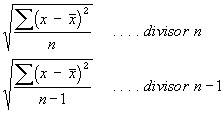 √(∑(x − x̄)²/n) ....divisor n
√(∑(x − x̄)²/(n−1)) ....divisor n−1